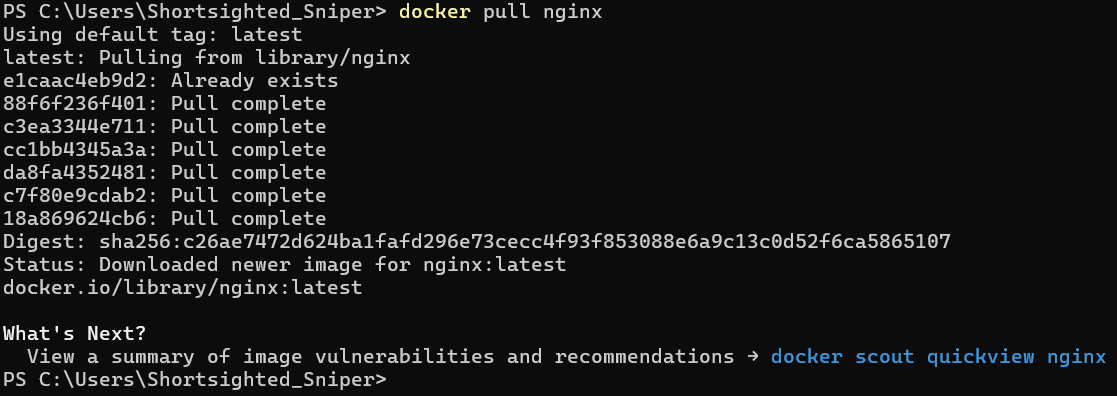 PS C:\Users\Shortsighted_Sniper> docker pull nginx
Using default tag: latest
latest: Pulling from library/nginx
e1caac4eb9d2: Already exists
88f6f236f401: Pull complete
c3ea3344e711: Pull complete
cc1bb4345a3a: Pull complete
da8fa4352481: Pull complete
c7f80e9cdab2: Pull complete
18a869624cb6: Pull complete
Digest: sha256:c26ae7472d624ba1fafd296e73cecc4f93f853088e6a9c13c0d52f6ca5865107
Status: Downloaded newer image for nginx:latest
docker.io/library/nginx:latest
What's Next?
View a summary of image vulnerabilities and recommendations → docker scout quickview nginx
PS C:\Users\Shortsighted_Sniper>